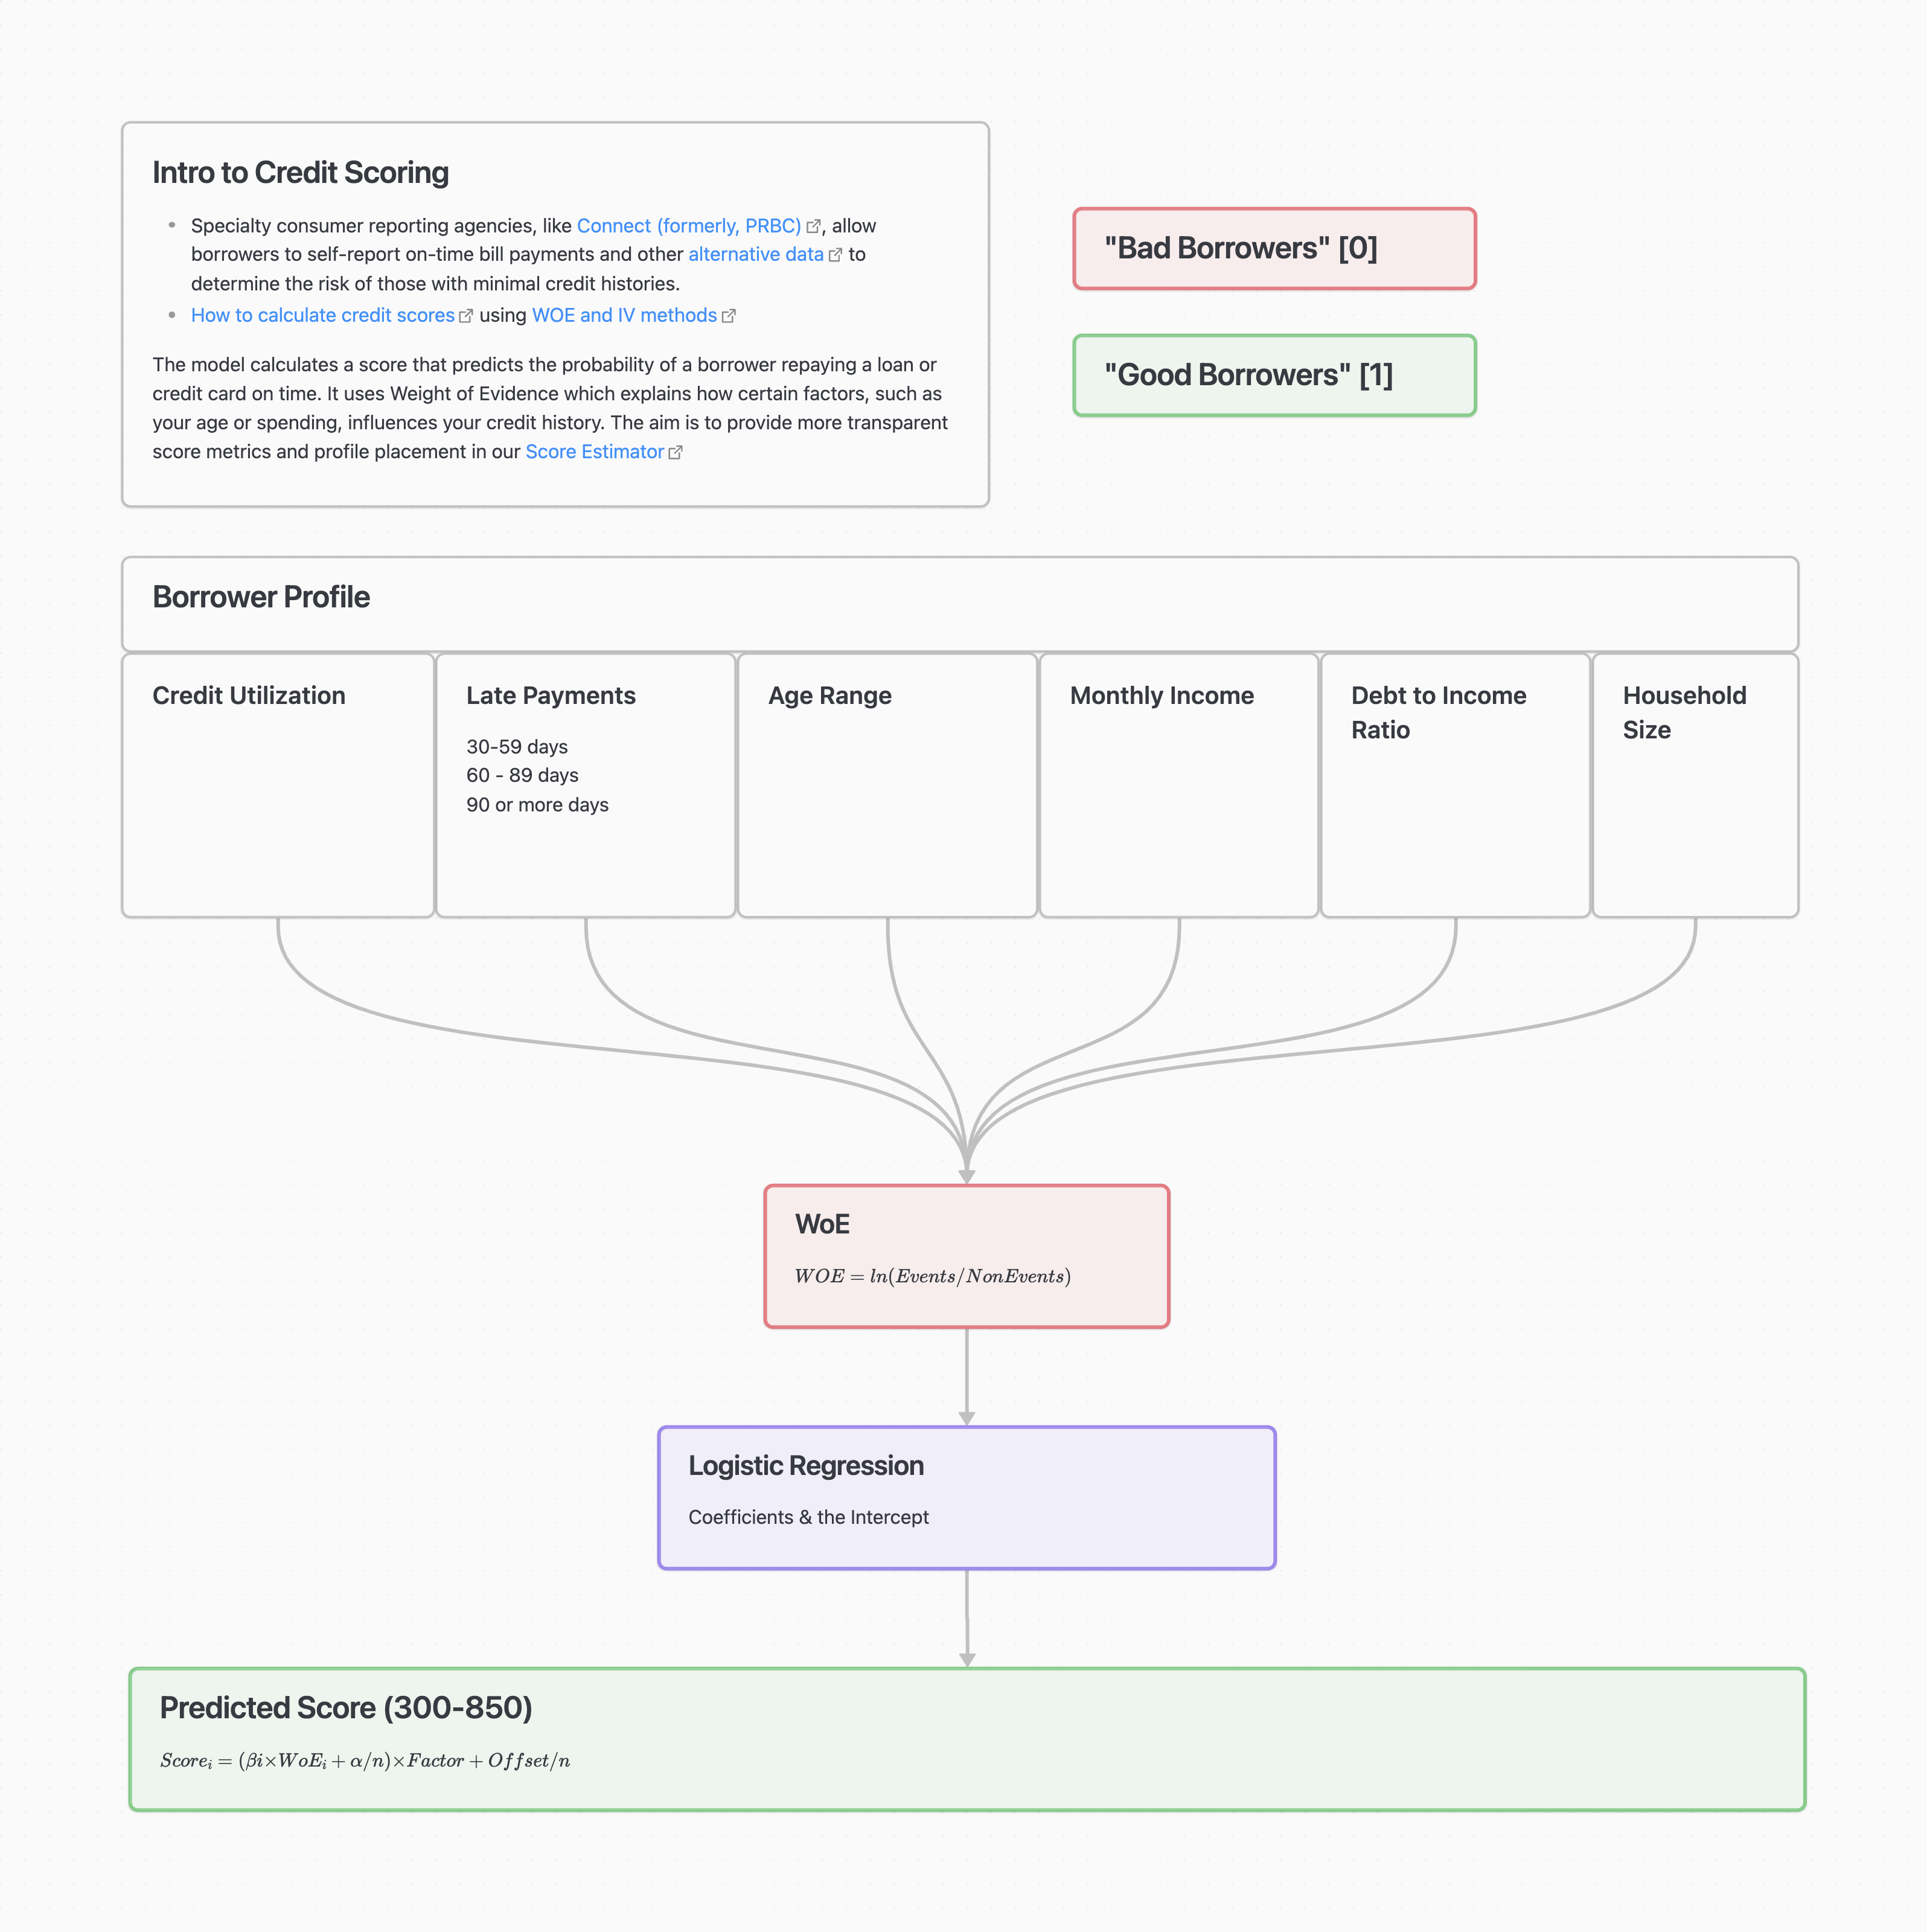 Intro to Credit Scoring
Specialty consumer reporting agencies, like Connect (formerly, PRBC), allow
borrowers to self-report on-time bill payments and other alternative data to
determine the risk of those with minimal credit histories.
How to calculate credit scores using WOE and IV methods
The model calculates a score that predicts the probability of a borrower repaying a loan or
credit card on time. It uses Weight of Evidence which explains how certain factors, such as
your age or spending, influences your credit history. The aim is to provide more transparent
score metrics and profile placement in our Score Estimator
"Bad Borrowers" [0]
"Good Borrowers" [1]
Borrower Profile
Credit Utilization
Late Payments
30-59 days
60 - 89 days
90 or more days
Age Range
Monthly Income
Debt to Income
Ratio
Household
Size
WoE
WOE = ln(Events/NonEvents)
Logistic Regression
Coefficients & the Intercept
Predicted Score (300-850)
Scoreᵢ = (βi×WoEᵢ + α/n)×Factor + Offset/n